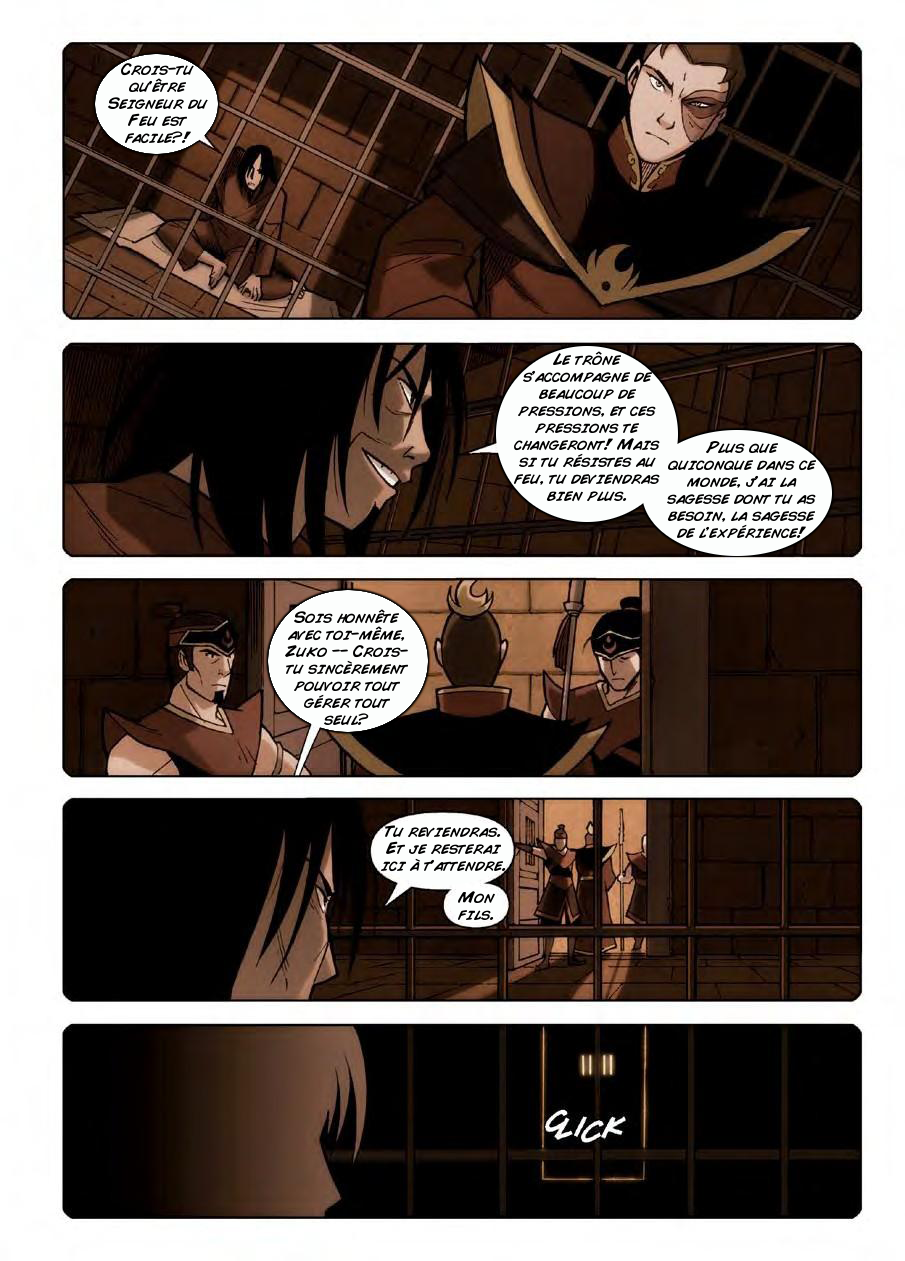 CROIS-TU
QU'ÊTRE
SEIGNEUR DU
FEU EST
FACILE?!
LE TRÔNE
S'ACCOMPAGNE DE
BEAUCOUP DE
PRESSIONS, ET CES
PRESSIONS TE
CHANGERONT! MAIS
SI TU RÉSISTES AU
FEU, TU DEVIENDRAS
BIEN PLUS.
PLUS QUE
QUICONQUE DANS CE
MONDE, J'AI LA
SAGESSE DONT TU AS
BESOIN, LA SAGESSE
DE L'EXPÉRIENCE!
SOIS HONNÊTE
AVEC TOI-MÊME,
ZUKO -- CROIS-
TU SINCÈREMENT
POUVOIR TOUT
GÉRER TOUT
SEUL?
TU REVIENDRAS.
ET JE RESTERAI
ICI À T'ATTENDRE.
MON
FILS.
CLICK